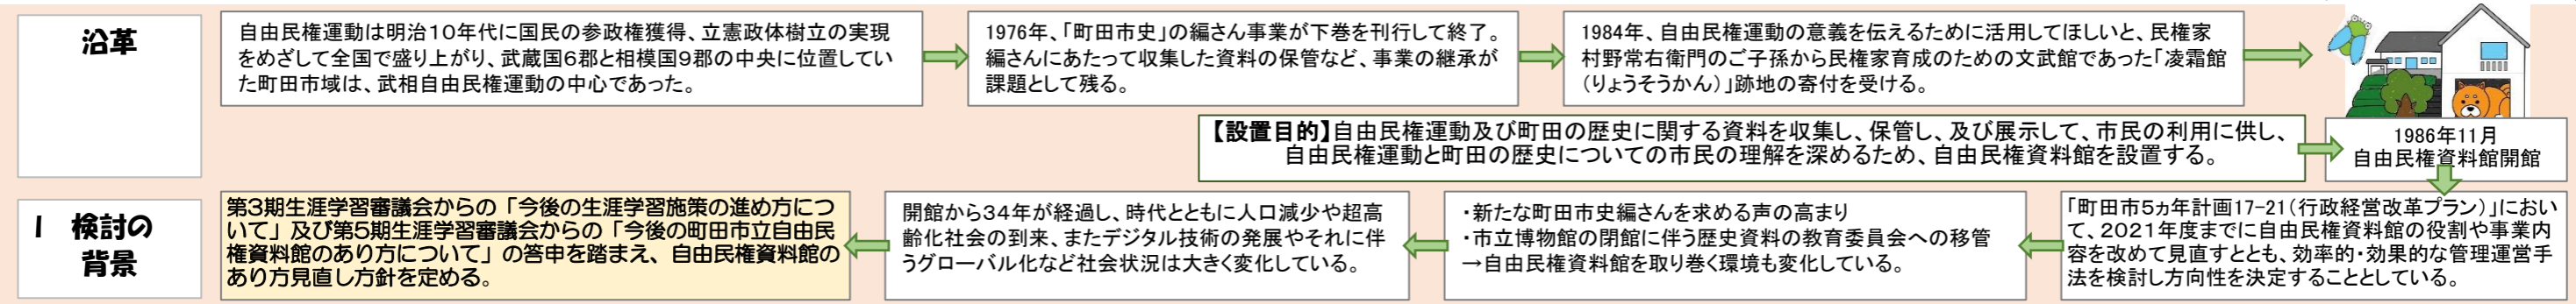 沿革
自由民権運動は明治１０年代に国民の参政権獲得、立憲政体樹立の実現
をめざして全国で盛り上がり、武蔵国６郡と相模国９郡の中央に位置してい
た町田市域は、武相自由民権運動の中心であった。
1976年、「町田市史」の編さん事業が下巻を刊行して終了。
編さんにあたって収集した資料の保管など、事業の継承が
課題として残る。
1984年、自由民権運動の意義を伝えるために活用してほしいと、民権家
村野常右衛門のご子孫から民権家育成のための文武館であった「凌霜館
（りょうそうかん）」跡地の寄付を受ける。
【設置目的】自由民権運動及び町田の歴史に関する資料を収集し、保管し、及び展示して、市民の利用に供し、
自由民権運動と町田の歴史についての市民の理解を深めるため、自由民権資料館を設置する。
1986年11月
自由民権資料館開館
1 検討の
背景
「町田市５ヵ年計画17-21（行政経営改革プラン）」におい
て、２０２１年度までに自由民権資料館の役割や事業内
容を改めて見直すとともに、効率的・効果的な管理運営手
法を検討し方向性を決定することとしている。
・新たな町田市史編さんを求める声の高まり
・市立博物館の閉館に伴う歴史資料の教育委員会への移管
→自由民権資料館を取り巻く環境も変化している。
開館から３４年が経過し、時代とともに人口減少や超高
齢化社会の到来、またデジタル技術の発展やそれに伴
うグローバル化など社会状況は大きく変化している。
第３期生涯学習審議会からの「今後の生涯学習施策の進め方につ
いて」及び第５期生涯学習審議会からの「今後の町田市立自由民
権資料館のあり方について」の答申を踏まえ、自由民権資料館の
あり方見直し方針を定める。